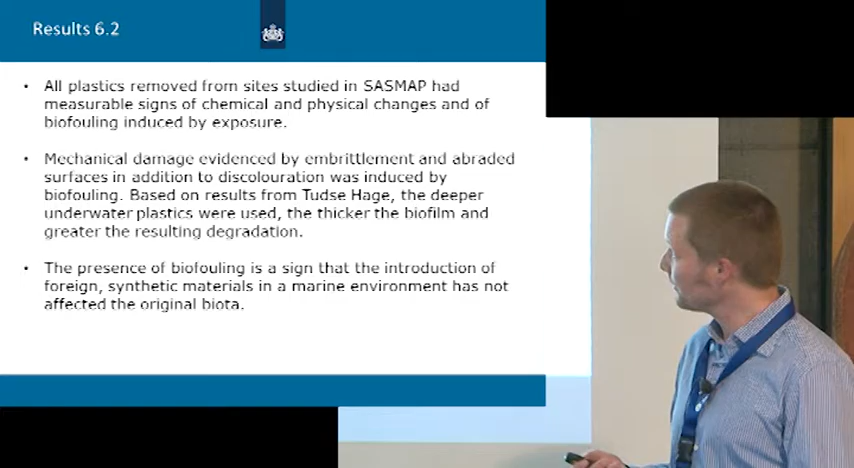 Results 6.2
• All plastics removed from sites studied in SASMAP had
measurable signs of chemical and physical changes and of
biofouling induced by exposure.
• Mechanical damage evidenced by embrittlement and abraded
surfaces in addition to discolouration was induced by
biofouling. Based on results from Tudse Hage, the deeper
underwater plastics were used, the thicker the biofilm and
greater the resulting degradation.
• The presence of biofouling is a sign that the introduction of
foreign, synthetic materials in a marine environment has not
affected the original biota.